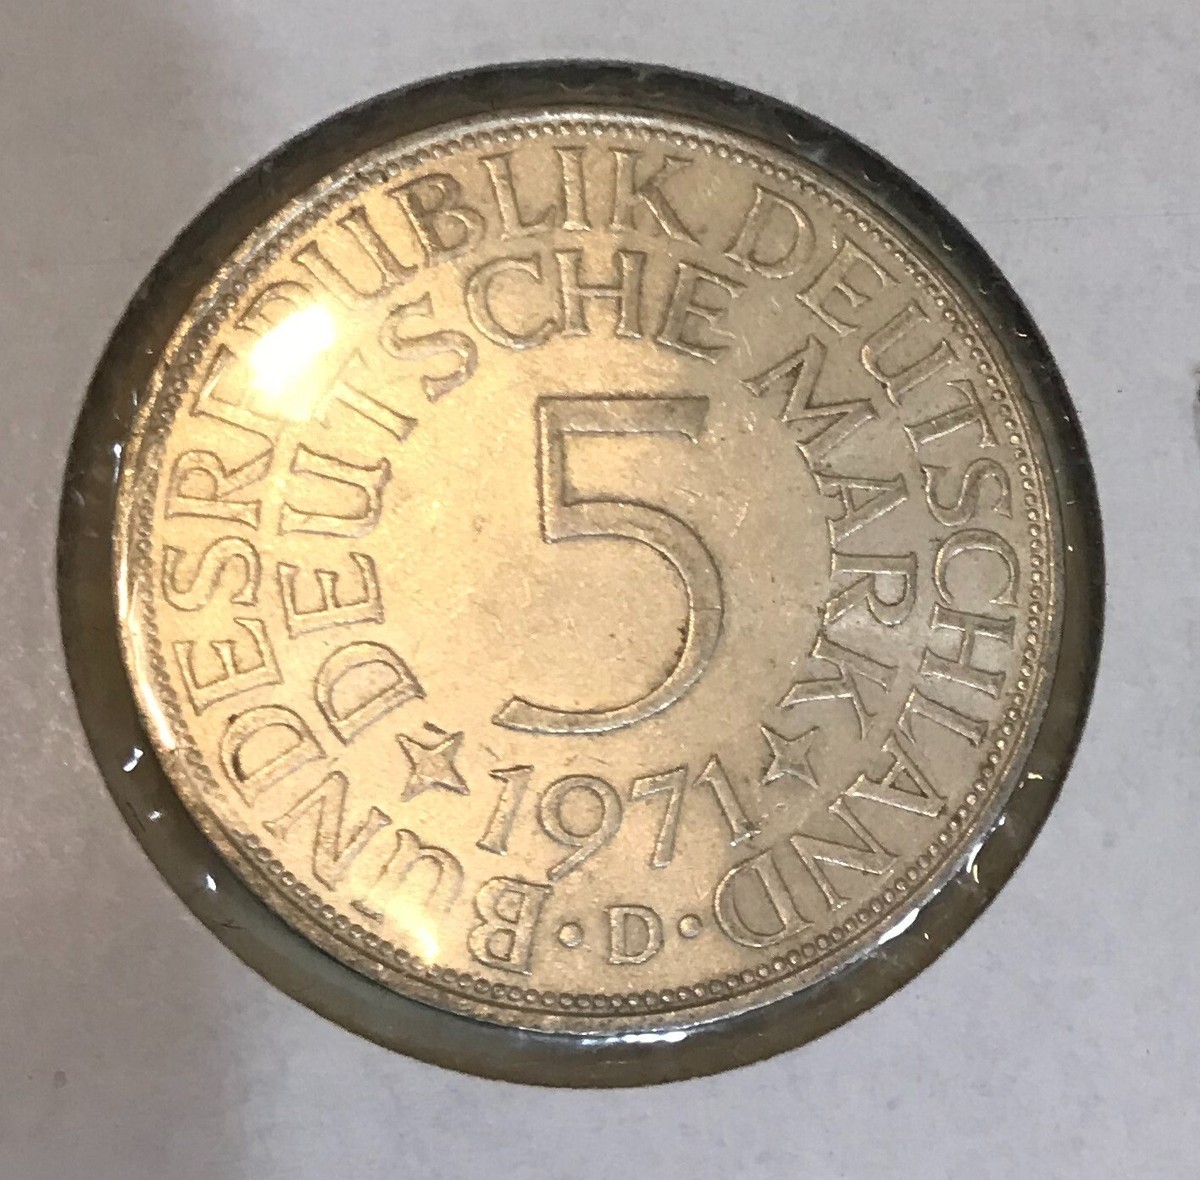 BUNDESREPUBLIK DEUTSCHLAND
DEUTSCHE MARK
5
1971
· D ·